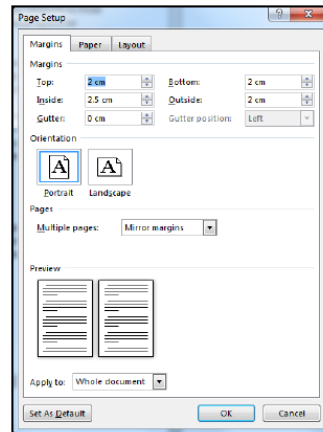 Page Setup
Margins Paper Layout
Margins
Top: 2 cm Bottom: 2 cm
Inside: 2.5 cm Outside: 2 cm
Gutter: 0 cm Gutter position: Left
Orientation
A A
Portrait Landscape
Pages
Multiple pages: Mirror margins
Preview
Apply to: Whole document
Set As Default OK Cancel